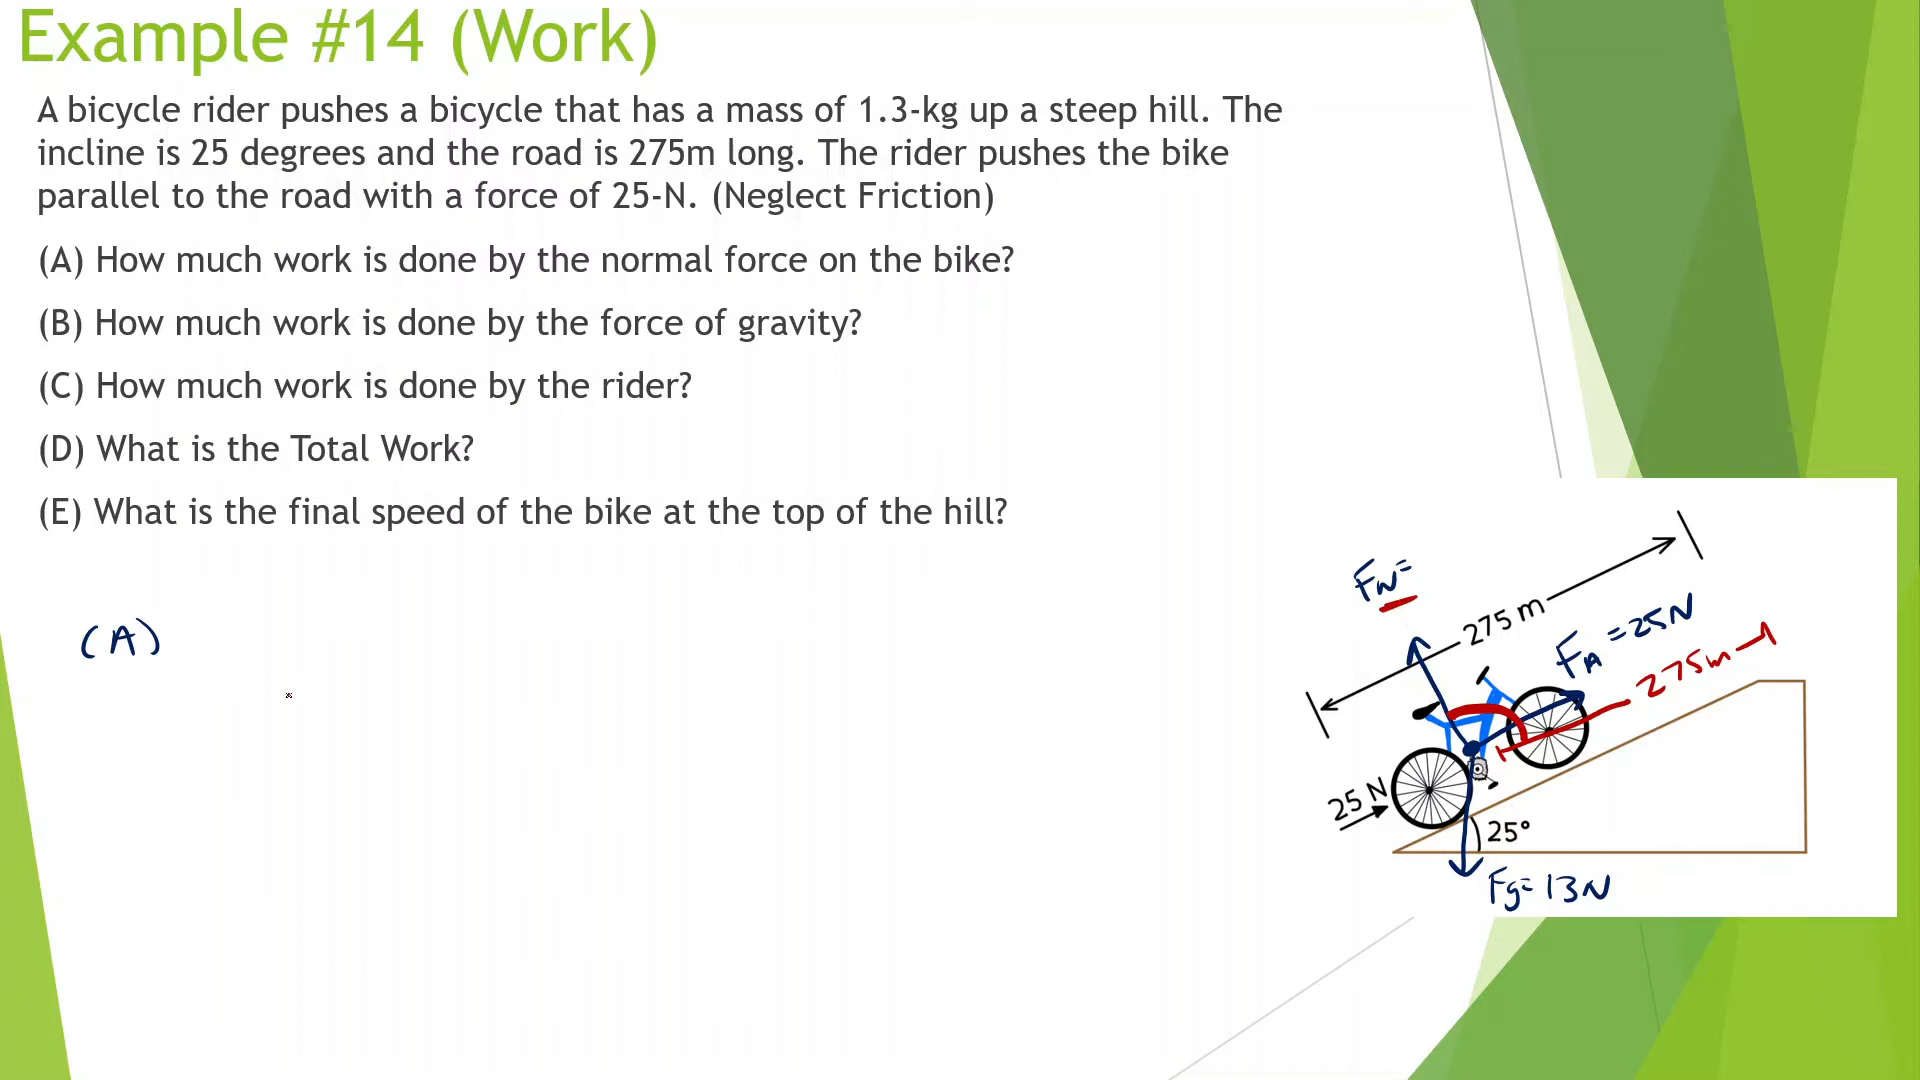 Example #14 (Work)
A bicycle rider pushes a bicycle that has a mass of 1.3-kg up a steep hill. The
incline is 25 degrees and the road is 275m long. The rider pushes the bike
parallel to the road with a force of 25-N. (Neglect Friction)
(A) How much work is done by the normal force on the bike?
(B) How much work is done by the force of gravity?
(C) How much work is done by the rider?
(D) What is the Total Work?
(E) What is the final speed of the bike at the top of the hill?
(A)
FN=
275 m
FA = 25N
275m
25 N
25°
Fg=13N